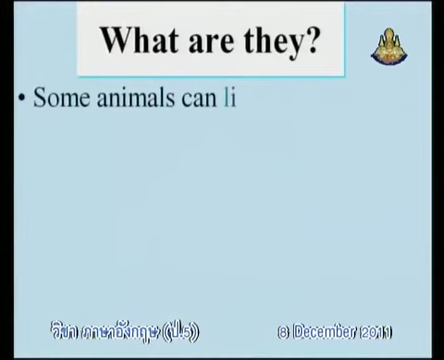 What are they?
• Some animals can li
วิชา ภาษาอังกฤษ (ป.5)
(8 December 2011)